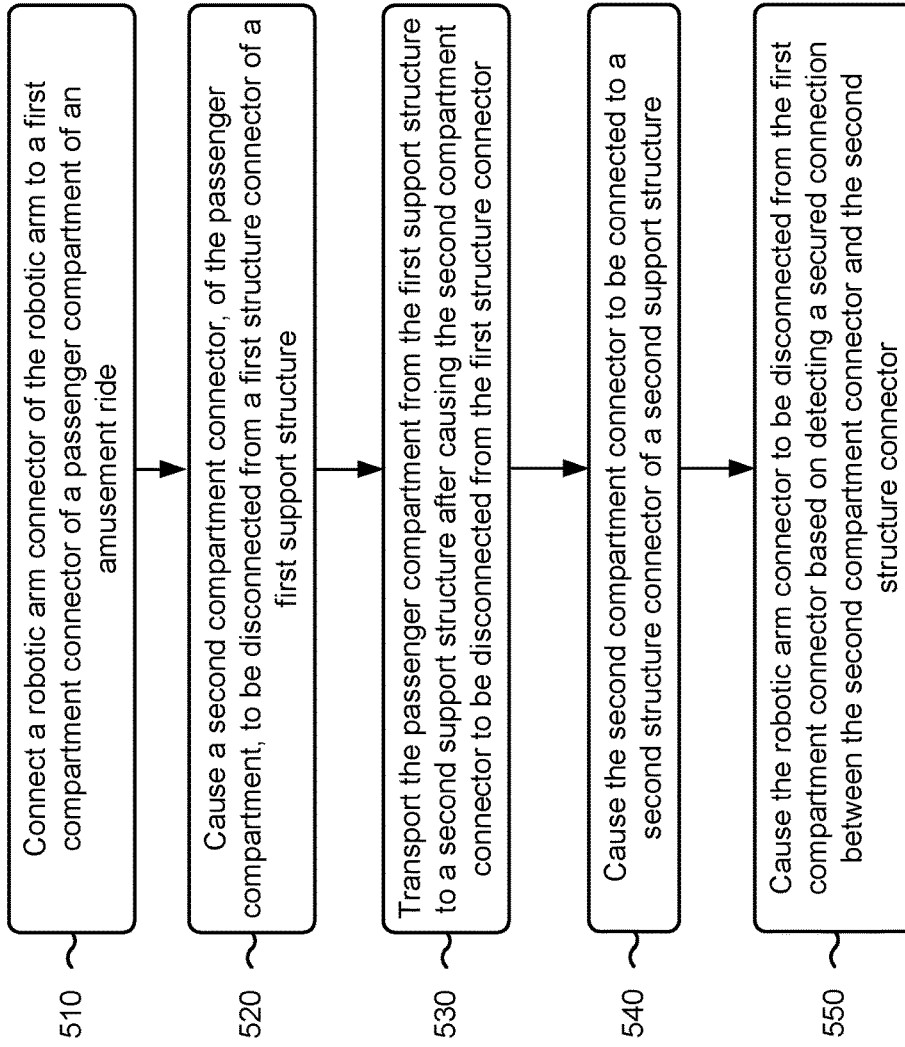 510
Connect a robotic arm connector of the robotic arm to a first
compartment connector of a passenger compartment of an
amusement ride
520
Cause a second compartment connector, of the passenger
compartment, to be disconnected from a first structure connector of a
first support structure
530
Transport the passenger compartment from the first support structure
to a second support structure after causing the second compartment
connector to be disconnected from the first structure connector
540
Cause the second compartment connector to be connected to a
second structure connector of a second support structure
550
Cause the robotic arm connector to be disconnected from the first
compartment connector based on detecting a secured connection
between the second compartment connector and the second
structure connector